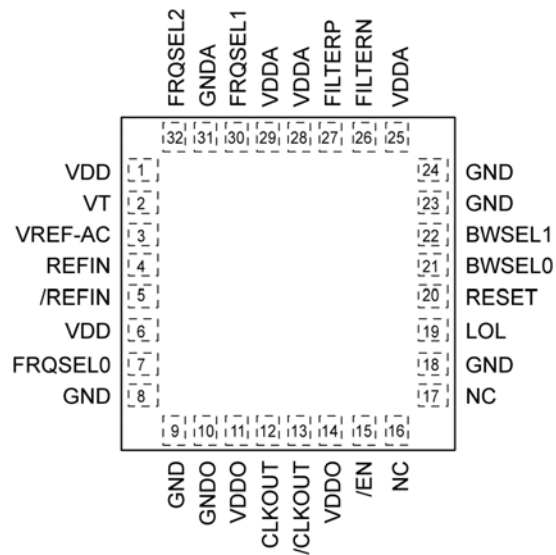 FRQSEL2 GNDA FRQSEL1 VDDA VDDA FILTERP FILTERN VDDA
32 31 30 29 28 27 26 25
VDD 1 24 GND
VT 2 23 GND
VREF-AC 3 22 BWSEL1
REFIN 4 21 BWSEL0
/REFIN 5 20 RESET
VDD 6 19 LOL
FRQSEL0 7 18 GND
GND 8 17 NC
9 10 11 12 13 14 15 16
GND GNDO VDDO CLKOUT /CLKOUT VDDO /EN NC